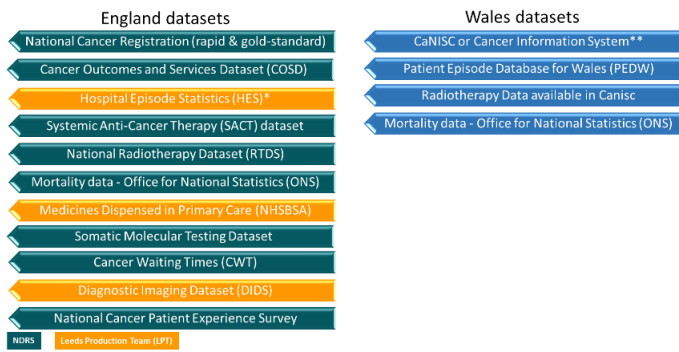 England datasets
National Cancer Registration (rapid & gold-standard)
Cancer Outcomes and Services Dataset (COSD)
Hospital Episode Statistics (HES)*
Systemic Anti-Cancer Therapy (SACT) dataset
National Radiotherapy Dataset (RTDS)
Mortality data - Office for National Statistics (ONS)
Medicines Dispensed in Primary Care (NHSBSA)
Somatic Molecular Testing Dataset
Cancer Waiting Times (CWT)
Diagnostic Imaging Dataset (DIDS)
National Cancer Patient Experience Survey
NDRS
Leeds Production Team (LPT)
Wales datasets
CaNISC or Cancer Information System**
Patient Episode Database for Wales (PEDW)
Radiotherapy Data available in Canisc
Mortality data - Office for National Statistics (ONS)